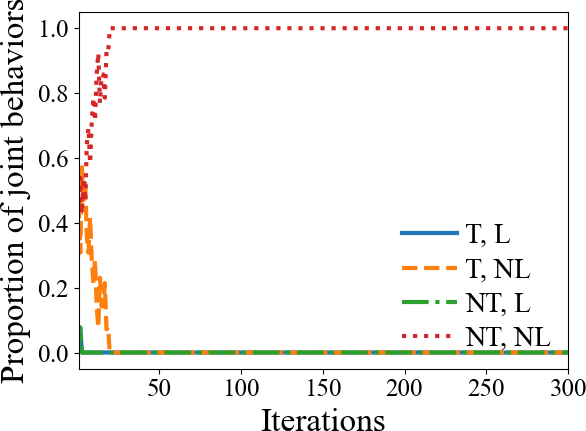 Proportion of joint behaviors
1.0
0.8
0.6
0.4
0.2
0.0
T, L
T, NL
NT, L
NT, NL
50
100
150
200
250
300
Iterations